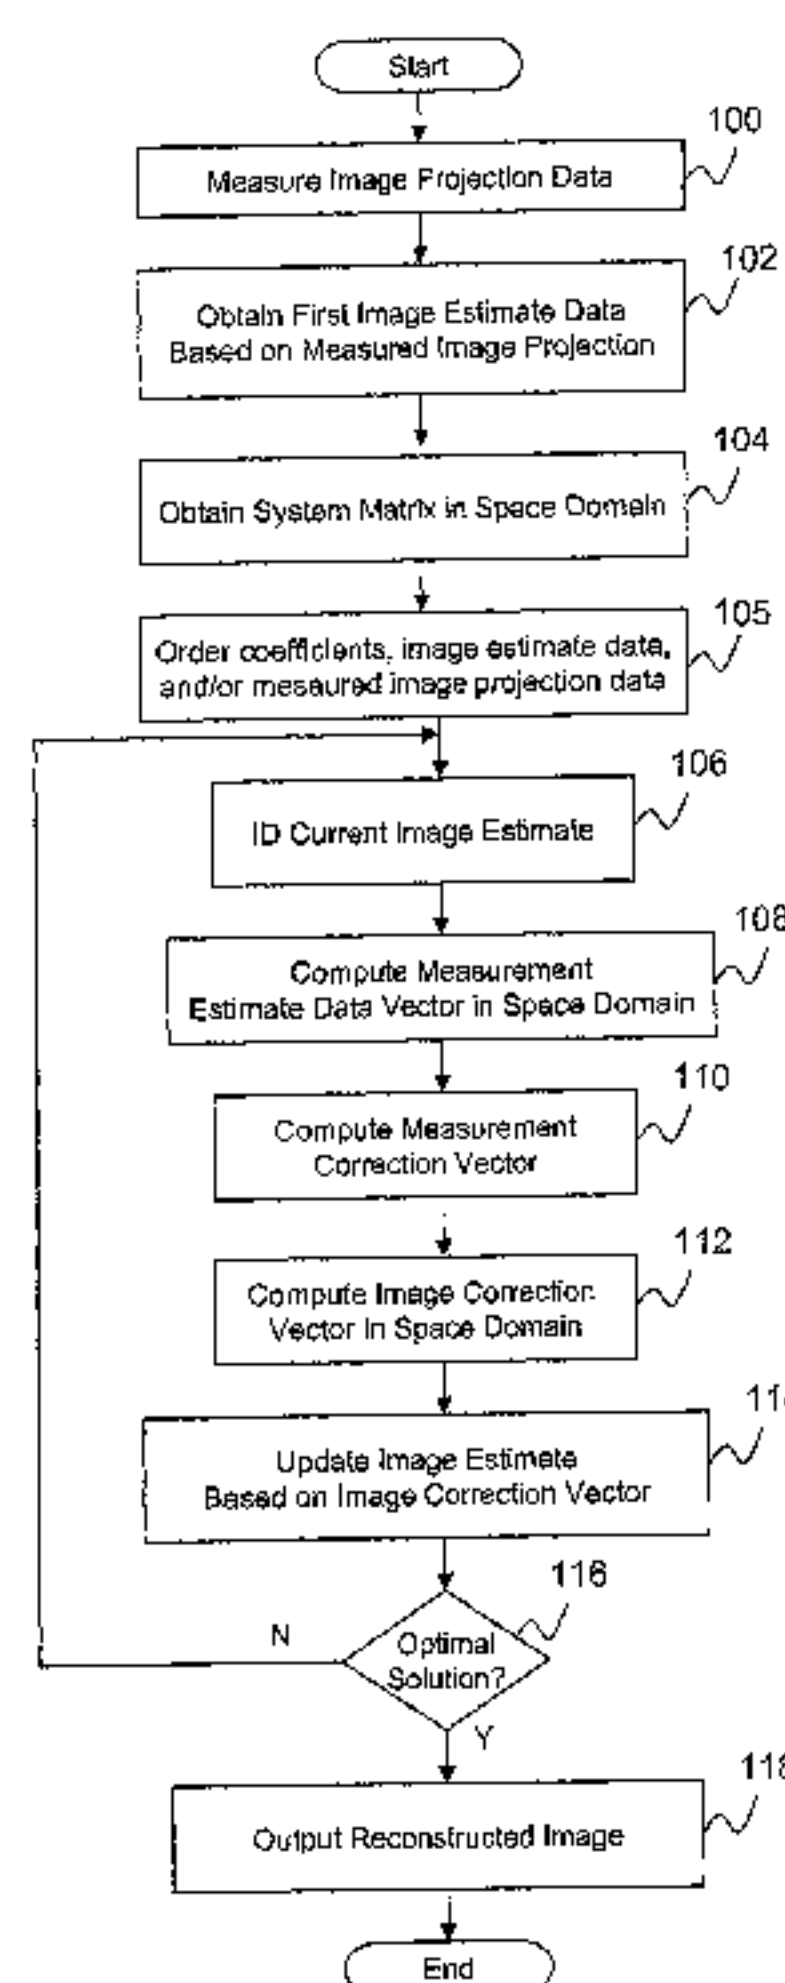 Start
100
Measure Image Projection Data
102
Obtain First Image Estimate Data
Based on Measured Image Projection
104
Obtain System Matrix in Space Domain
105
Order coefficients, image estimate data,
and/or measured image projection data
106
ID Current Image Estimate
108
Compute Measurement
Estimate Data Vector in Space Domain
110
Compute Measurement
Correction Vector
112
Compute Image Correction
Vector in Space Domain
Update Image Estimate
Based on Image Correction Vector
116
Optimal
Solution?
N
Y
118
Output Reconstructed Image
End